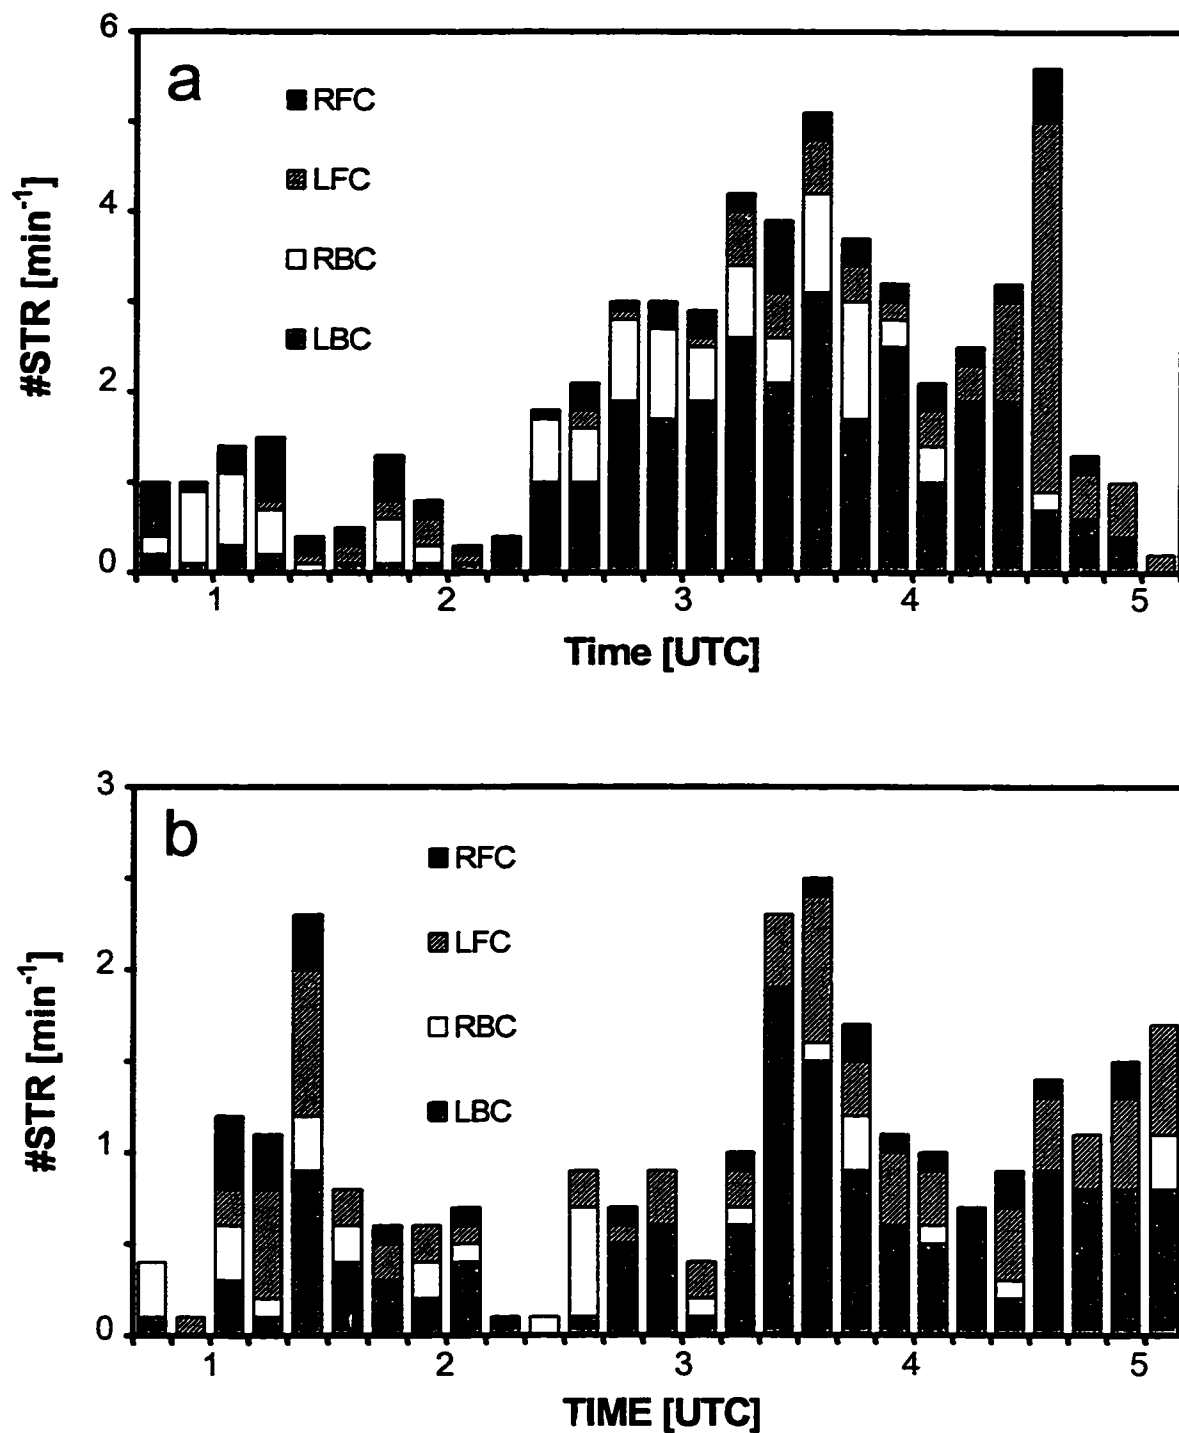 6
a
RFC
LFC
RBC
LBC
4
2
0
#STR [min⁻¹]
1 2 3 4 5
Time [UTC]
3
b
RFC
LFC
RBC
LBC
2
1
0
#STR [min⁻¹]
1 2 3 4 5
TIME [UTC]